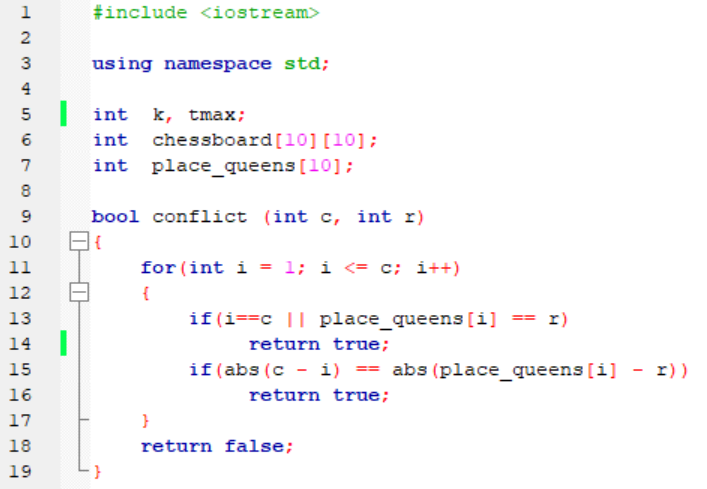 1 #include <iostream>
2
3 using namespace std;
4
5 int  k, tmax;
6 int  chessboard[10][10];
7 int  place_queens[10];
8
9 bool conflict (int c, int r)
10 {
11     for(int i = 1; i <= c; i++)
12     {
13         if(i==c || place_queens[i] == r)
14              return true;
15         if(abs(c - i) == abs(place_queens[i] - r))
16              return true;
17     }
18     return false;
19 }